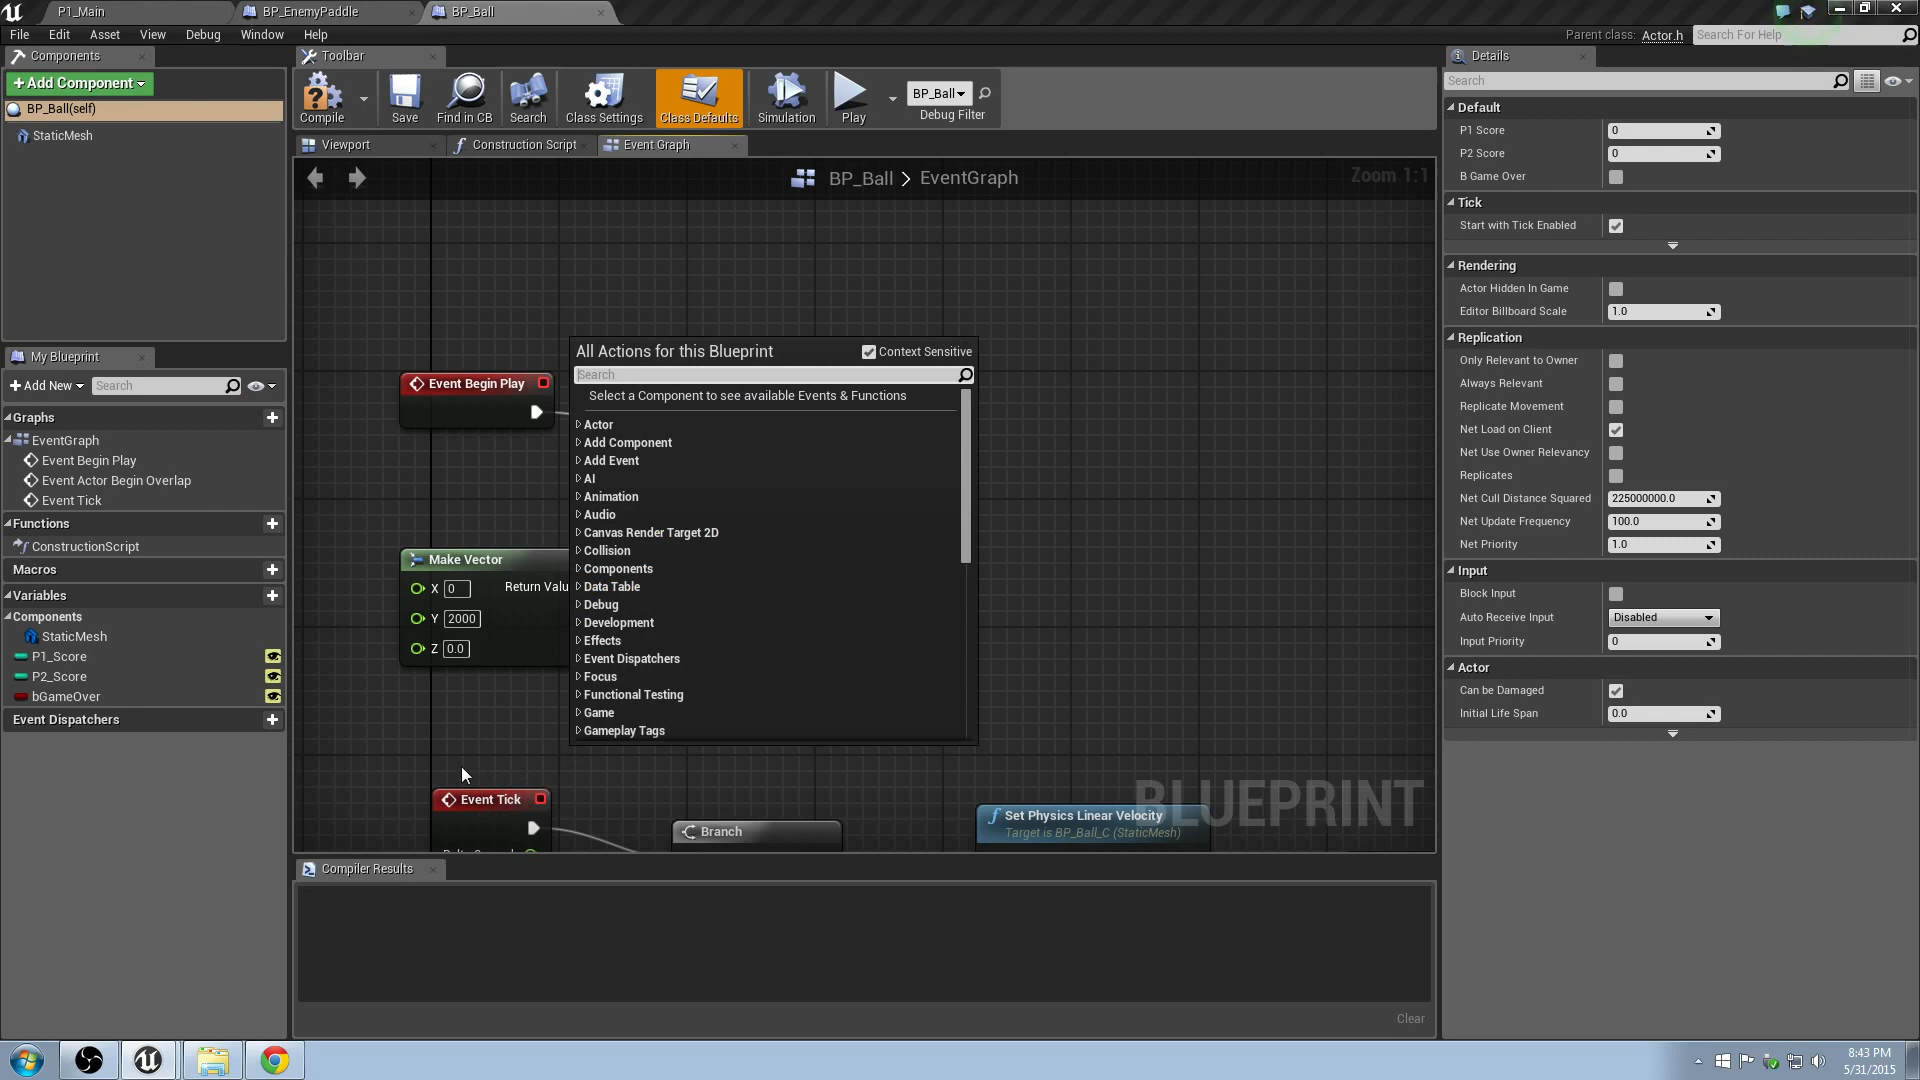 P1_Main
BP_EnemyPaddle
BP_Ball
File Edit Asset View Debug Window Help
Parent class: Actor.h
Search For Help
Components
Toolbar
Details
+Add Component
BP_Ball(self)
StaticMesh
Compile
Save
Find in CB
Search
Class Settings
Class Defaults
Simulation
Play
BP_Ball
Debug Filter
Viewport
Construction Script
Event Graph
BP_Ball > EventGraph
Zoom 1:1
Event Begin Play
Make Vector
X 0
Return Valu
Y 2000
Z 0.0
Event Tick
Branch
Set Physics Linear Velocity
Target is BP_Ball_C (StaticMesh)
BLUEPRINT
All Actions for this Blueprint
Context Sensitive
Search
Select a Component to see available Events & Functions
Actor
Add Component
Add Event
AI
Animation
Audio
Canvas Render Target 2D
Collision
Components
Data Table
Debug
Development
Effects
Event Dispatchers
Focus
Functional Testing
Game
Gameplay Tags
My Blueprint
+Add New
Search
Graphs
EventGraph
Event Begin Play
Event Actor Begin Overlap
Event Tick
Functions
ConstructionScript
Macros
Variables
Components
StaticMesh
P1_Score
P2_Score
bGameOver
Event Dispatchers
Compiler Results
Clear
Search
Default
P1 Score 0
P2 Score 0
B Game Over
Tick
Start with Tick Enabled
Rendering
Actor Hidden In Game
Editor Billboard Scale 1.0
Replication
Only Relevant to Owner
Always Relevant
Replicate Movement
Net Load on Client
Net Use Owner Relevancy
Replicates
Net Cull Distance Squared 225000000.0
Net Update Frequency 100.0
Net Priority 1.0
Input
Block Input
Auto Receive Input Disabled
Input Priority 0
Actor
Can be Damaged
Initial Life Span 0.0
8:43 PM
5/31/2015